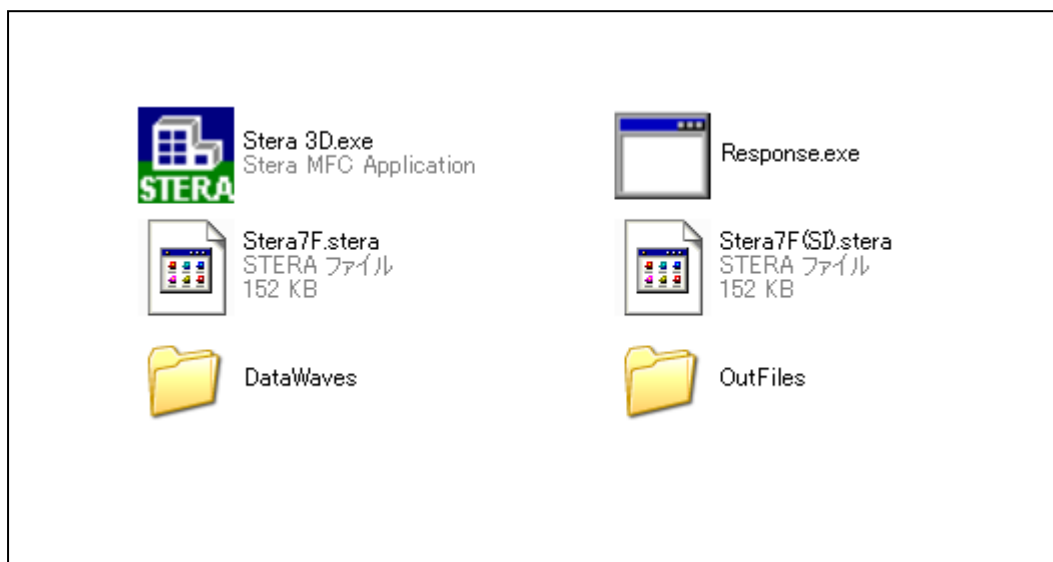 Stera 3D.exe
Stera MFC Application
STERA
Response.exe
Stera7F.stera
STERA ファイル
152 KB
Stera7F(SI).stera
STERA ファイル
152 KB
DataWaves
OutFiles